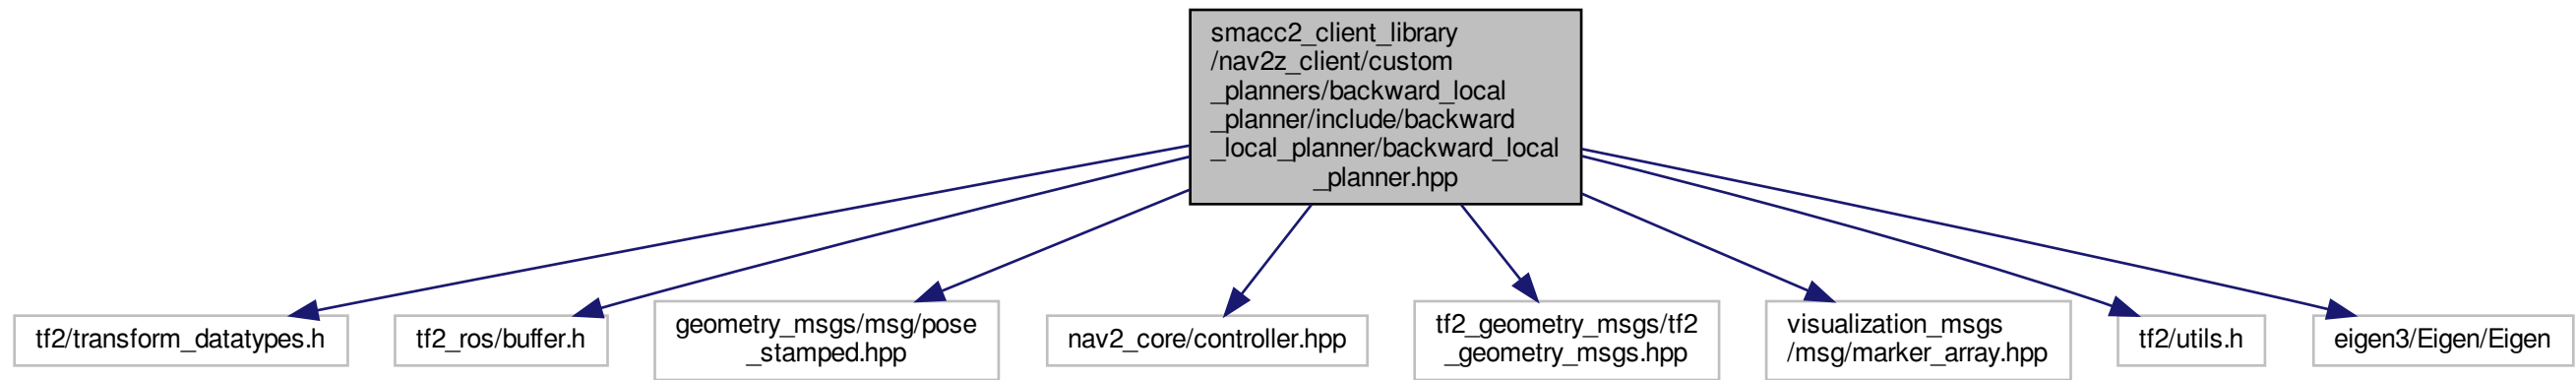 smacc2_client_library
/nav2z_client/custom
_planners/backward_local
_planner/include/backward
_local_planner/backward_local
_planner.hpp
tf2/transform_datatypes.h
tf2_ros/buffer.h
geometry_msgs/msg/pose
_stamped.hpp
nav2_core/controller.hpp
tf2_geometry_msgs/tf2
_geometry_msgs.hpp
visualization_msgs
/msg/marker_array.hpp
tf2/utils.h
eigen3/Eigen/Eigen